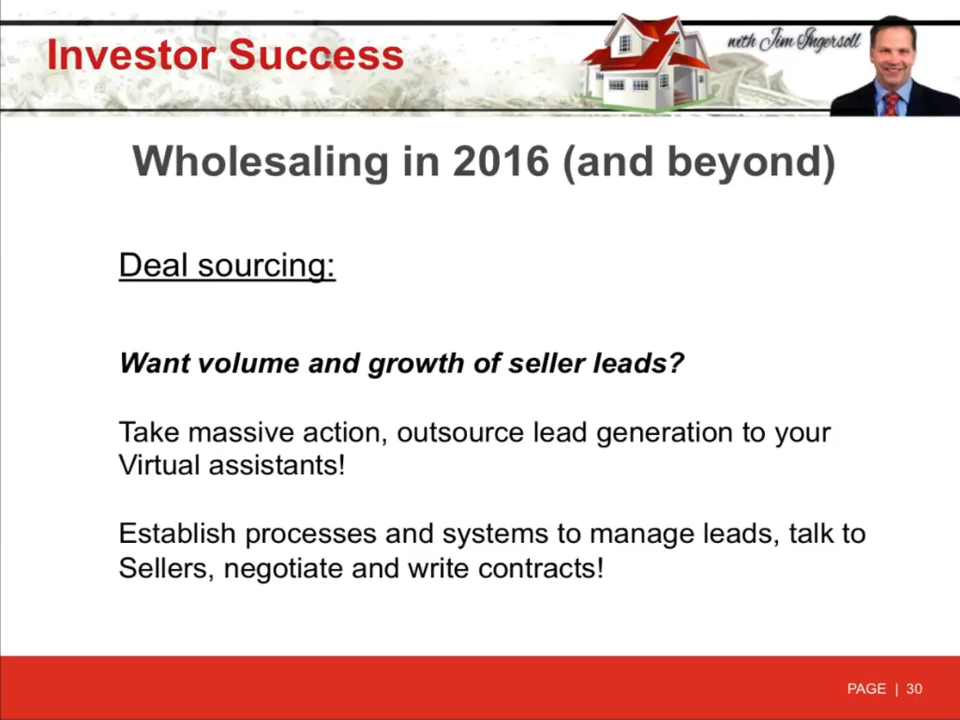 Investor Success
with Jim Ingersoll
Wholesaling in 2016 (and beyond)
Deal sourcing:
Want volume and growth of seller leads?
Take massive action, outsource lead generation to your
Virtual assistants!
Establish processes and systems to manage leads, talk to
Sellers, negotiate and write contracts!
PAGE | 30